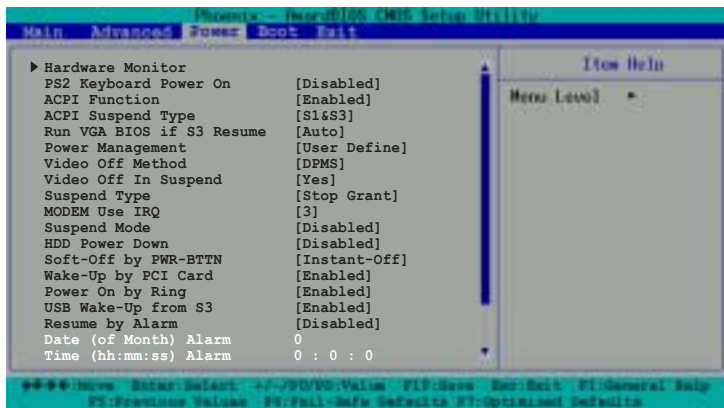 Phoenix - AwardBIOS CMOS Setup Utility
Main Advanced Power Boot Exit
Hardware Monitor
PS2 Keyboard Power On [Disabled]
ACPI Function [Enabled]
ACPI Suspend Type [S1&S3]
Run VGA BIOS if S3 Resume [Auto]
Power Management [User Define]
Video Off Method [DPMS]
Video Off In Suspend [Yes]
Suspend Type [Stop Grant]
MODEM Use IRQ [3]
Suspend Mode [Disabled]
HDD Power Down [Disabled]
Soft-Off by PWR-BTTN [Instant-Off]
Wake-Up by PCI Card [Enabled]
Power On by Ring [Enabled]
USB Wake-Up from S3 [Enabled]
Resume by Alarm [Disabled]
Date (of Month) Alarm 0
Time (hh:mm:ss) Alarm 0 : 0 : 0
Item Help
Menu Level
:Move Enter:Select +/-/PU/PD:Value F10:Save Esc:Exit F1:General Help
F5:Previous Values F6:Fail-Safe Defaults F7:Optimized Defaults